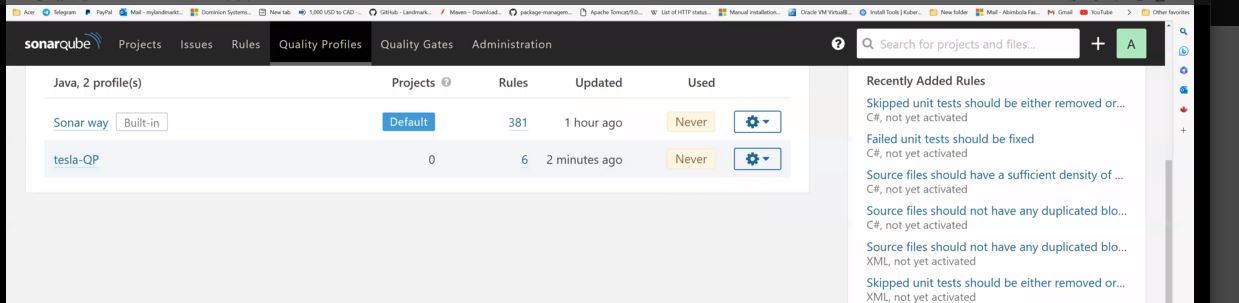 Acer Telegram PayPal Mail - mylandmarkt... Dominion Systems... New tab 1,000 USD to CAD -... GitHub - Landmark... Maven – Download... package-managem... Apache Tomcat/9.0... List of HTTP status... Manual installation... Oracle VM VirtualB... Install Tools | Kuber... New folder Mail - Abimbola Fas... Gmail YouTube Other favorites
sonarqube Projects Issues Rules Quality Profiles Quality Gates Administration ? Search for projects and files... + A
Java, 2 profile(s) Projects ? Rules Updated Used
Sonar way Built-in Default 381 1 hour ago Never
tesla-QP 0 6 2 minutes ago Never
Recently Added Rules
Skipped unit tests should be either removed or...
C#, not yet activated
Failed unit tests should be fixed
C#, not yet activated
Source files should have a sufficient density of ...
C#, not yet activated
Source files should not have any duplicated blo...
C#, not yet activated
Source files should not have any duplicated blo...
XML, not yet activated
Skipped unit tests should be either removed or...
XML, not yet activated